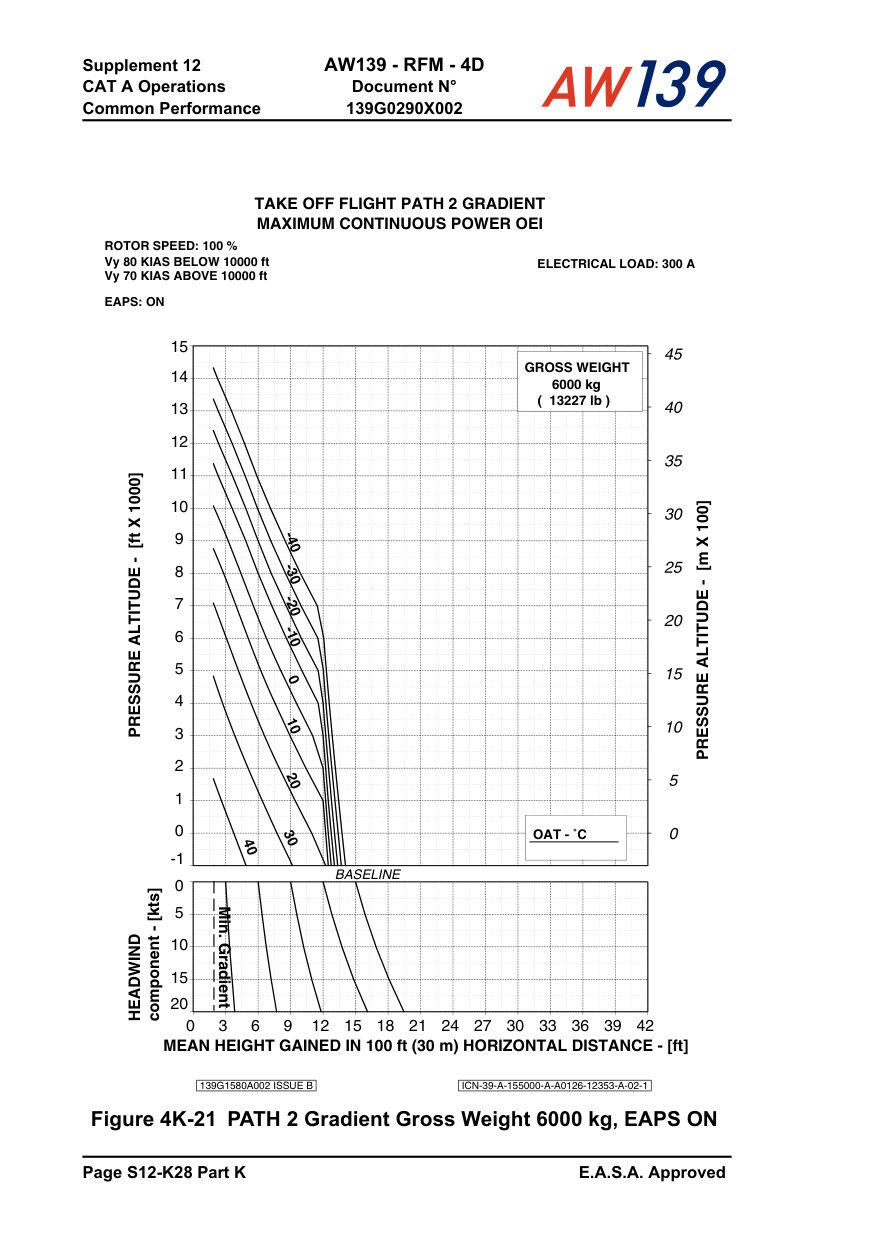 Supplement 12
CAT A Operations
Common Performance
AW139 - RFM - 4D
Document N°
139G0290X002
AW139
TAKE OFF FLIGHT PATH 2 GRADIENT
MAXIMUM CONTINUOUS POWER OEI
ROTOR SPEED: 100 %
Vy 80 KIAS BELOW 10000 ft
Vy 70 KIAS ABOVE 10000 ft
EAPS: ON
ELECTRICAL LOAD: 300 A
GROSS WEIGHT
6000 kg
( 13227 lb )
PRESSURE ALTITUDE - [ft X 1000]
15
14
13
12
11
10
9
8
7
6
5
4
3
2
1
0
-1
45
40
35
30
25
20
15
10
5
0
PRESSURE ALTITUDE - [m X 100]
-40
-30
-20
-10
0
10
20
30
40
OAT - ˚C
BASELINE
HEADWIND
component - [kts]
0
5
10
15
20
Min. Gradient
0 3 6 9 12 15 18 21 24 27 30 33 36 39 42
MEAN HEIGHT GAINED IN 100 ft (30 m) HORIZONTAL DISTANCE - [ft]
139G1580A002 ISSUE B
ICN-39-A-155000-A-A0126-12353-A-02-1
Figure 4K-21 PATH 2 Gradient Gross Weight 6000 kg, EAPS ON
Page S12-K28 Part K
E.A.S.A. Approved